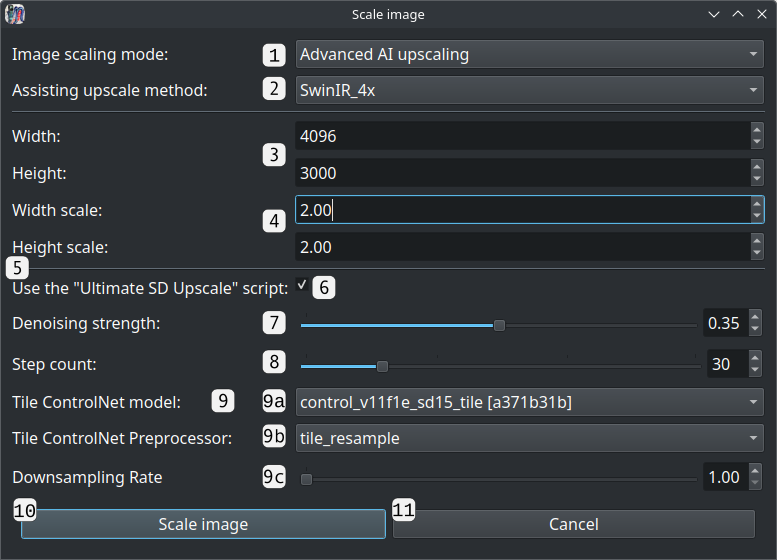 Scale image
Image scaling mode: 1 Advanced AI upscaling
Assisting upscale method: 2 SwinIR_4x
Width: 4096
3
Height: 3000
Width scale: 2.00
4
Height scale: 2.00
5
Use the "Ultimate SD Upscale" script: 6
Denoising strength: 7 0.35
Step count: 8 30
Tile ControlNet model: 9 9a control_v11f1e_sd15_tile [a371b31b]
Tile ControlNet Preprocessor: 9b tile_resample
Downsampling Rate 9c 1.00
10 Scale image 11 Cancel